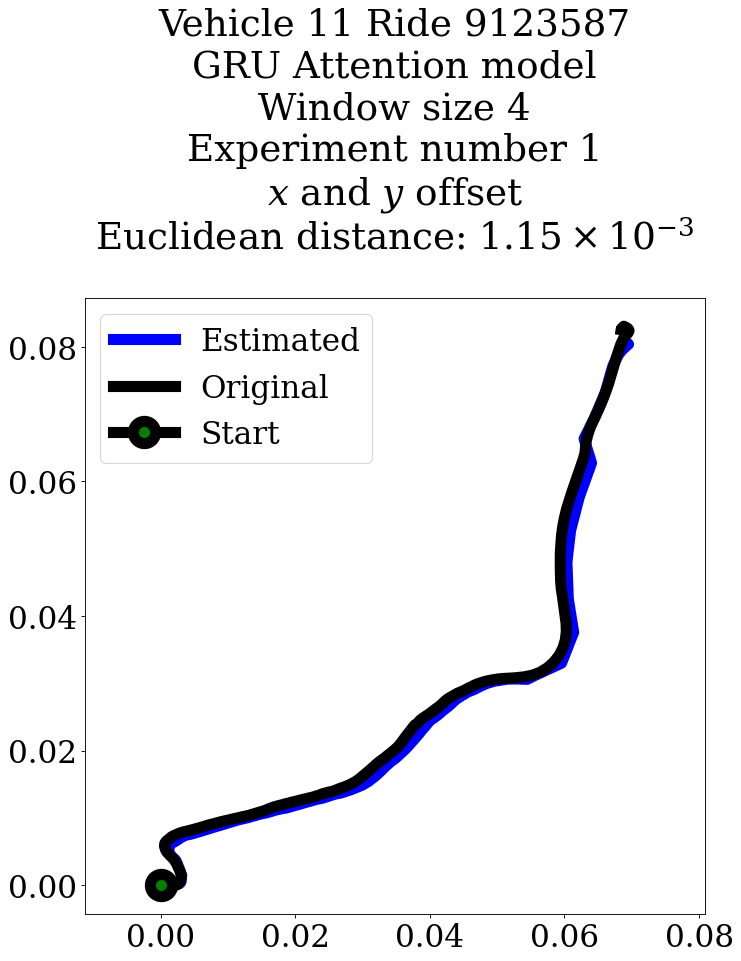 Vehicle 11 Ride 9123587
GRU Attention model
Window size 4
Experiment number 1
x and y offset
Euclidean distance: 1.15 × 10⁻³
Estimated
Original
Start
0.08
0.06
0.04
0.02
0.00
0.00 0.02 0.04 0.06 0.08